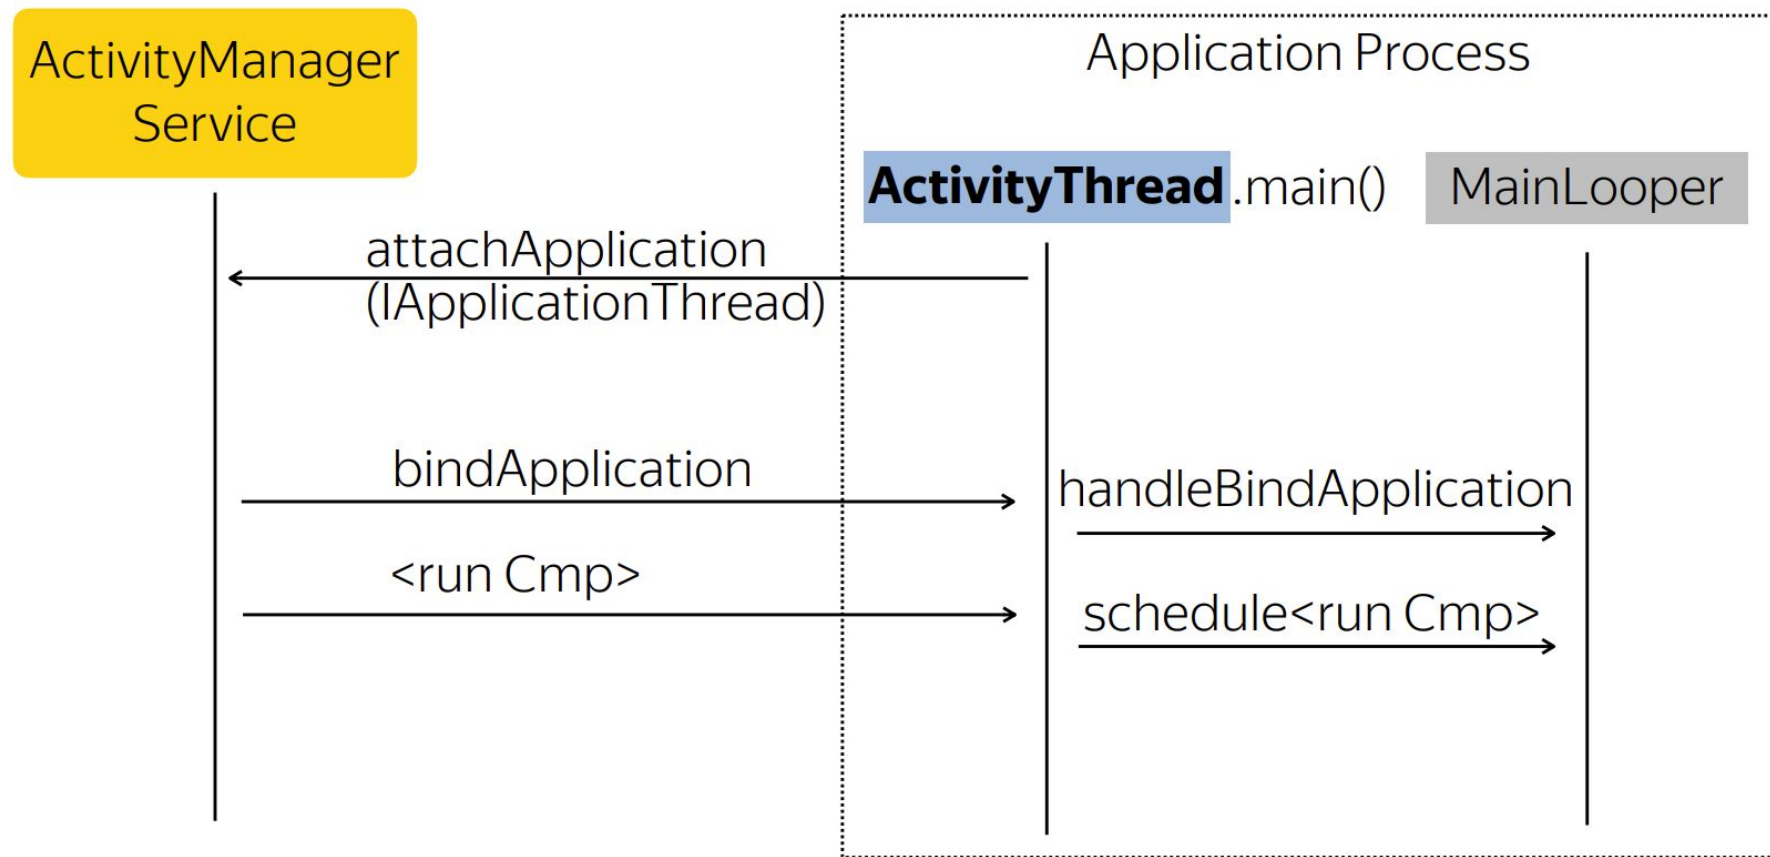 ActivityManager
Service
Application Process
ActivityThread.main()
MainLooper
attachApplication
(IApplicationThread)
bindApplication
handleBindApplication
<run Cmp>
schedule<run Cmp>